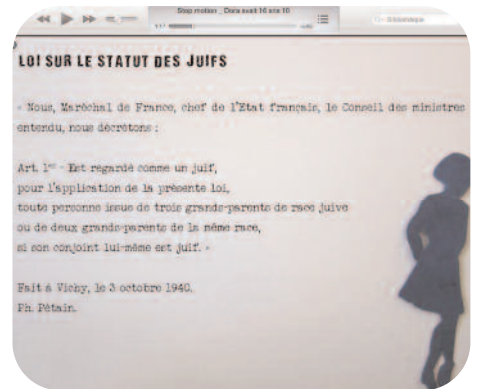 Stop motion _ Dora avait 16 ans 10
LOI SUR LE STATUT DES JUIFS
« Nous, Maréchal de France, chef de l'Etat français, le Conseil des ministres
entendu, nous décrétons :
Art. 1er - Est regardé comme un juif,
pour l'application de la présente loi,
toute personne issue de trois grands-parents de race juive
ou de deux grands-parents de la même race,
si son conjoint lui-même est juif. »
Fait à Vichy, le 3 octobre 1940.
Ph. Pétain.